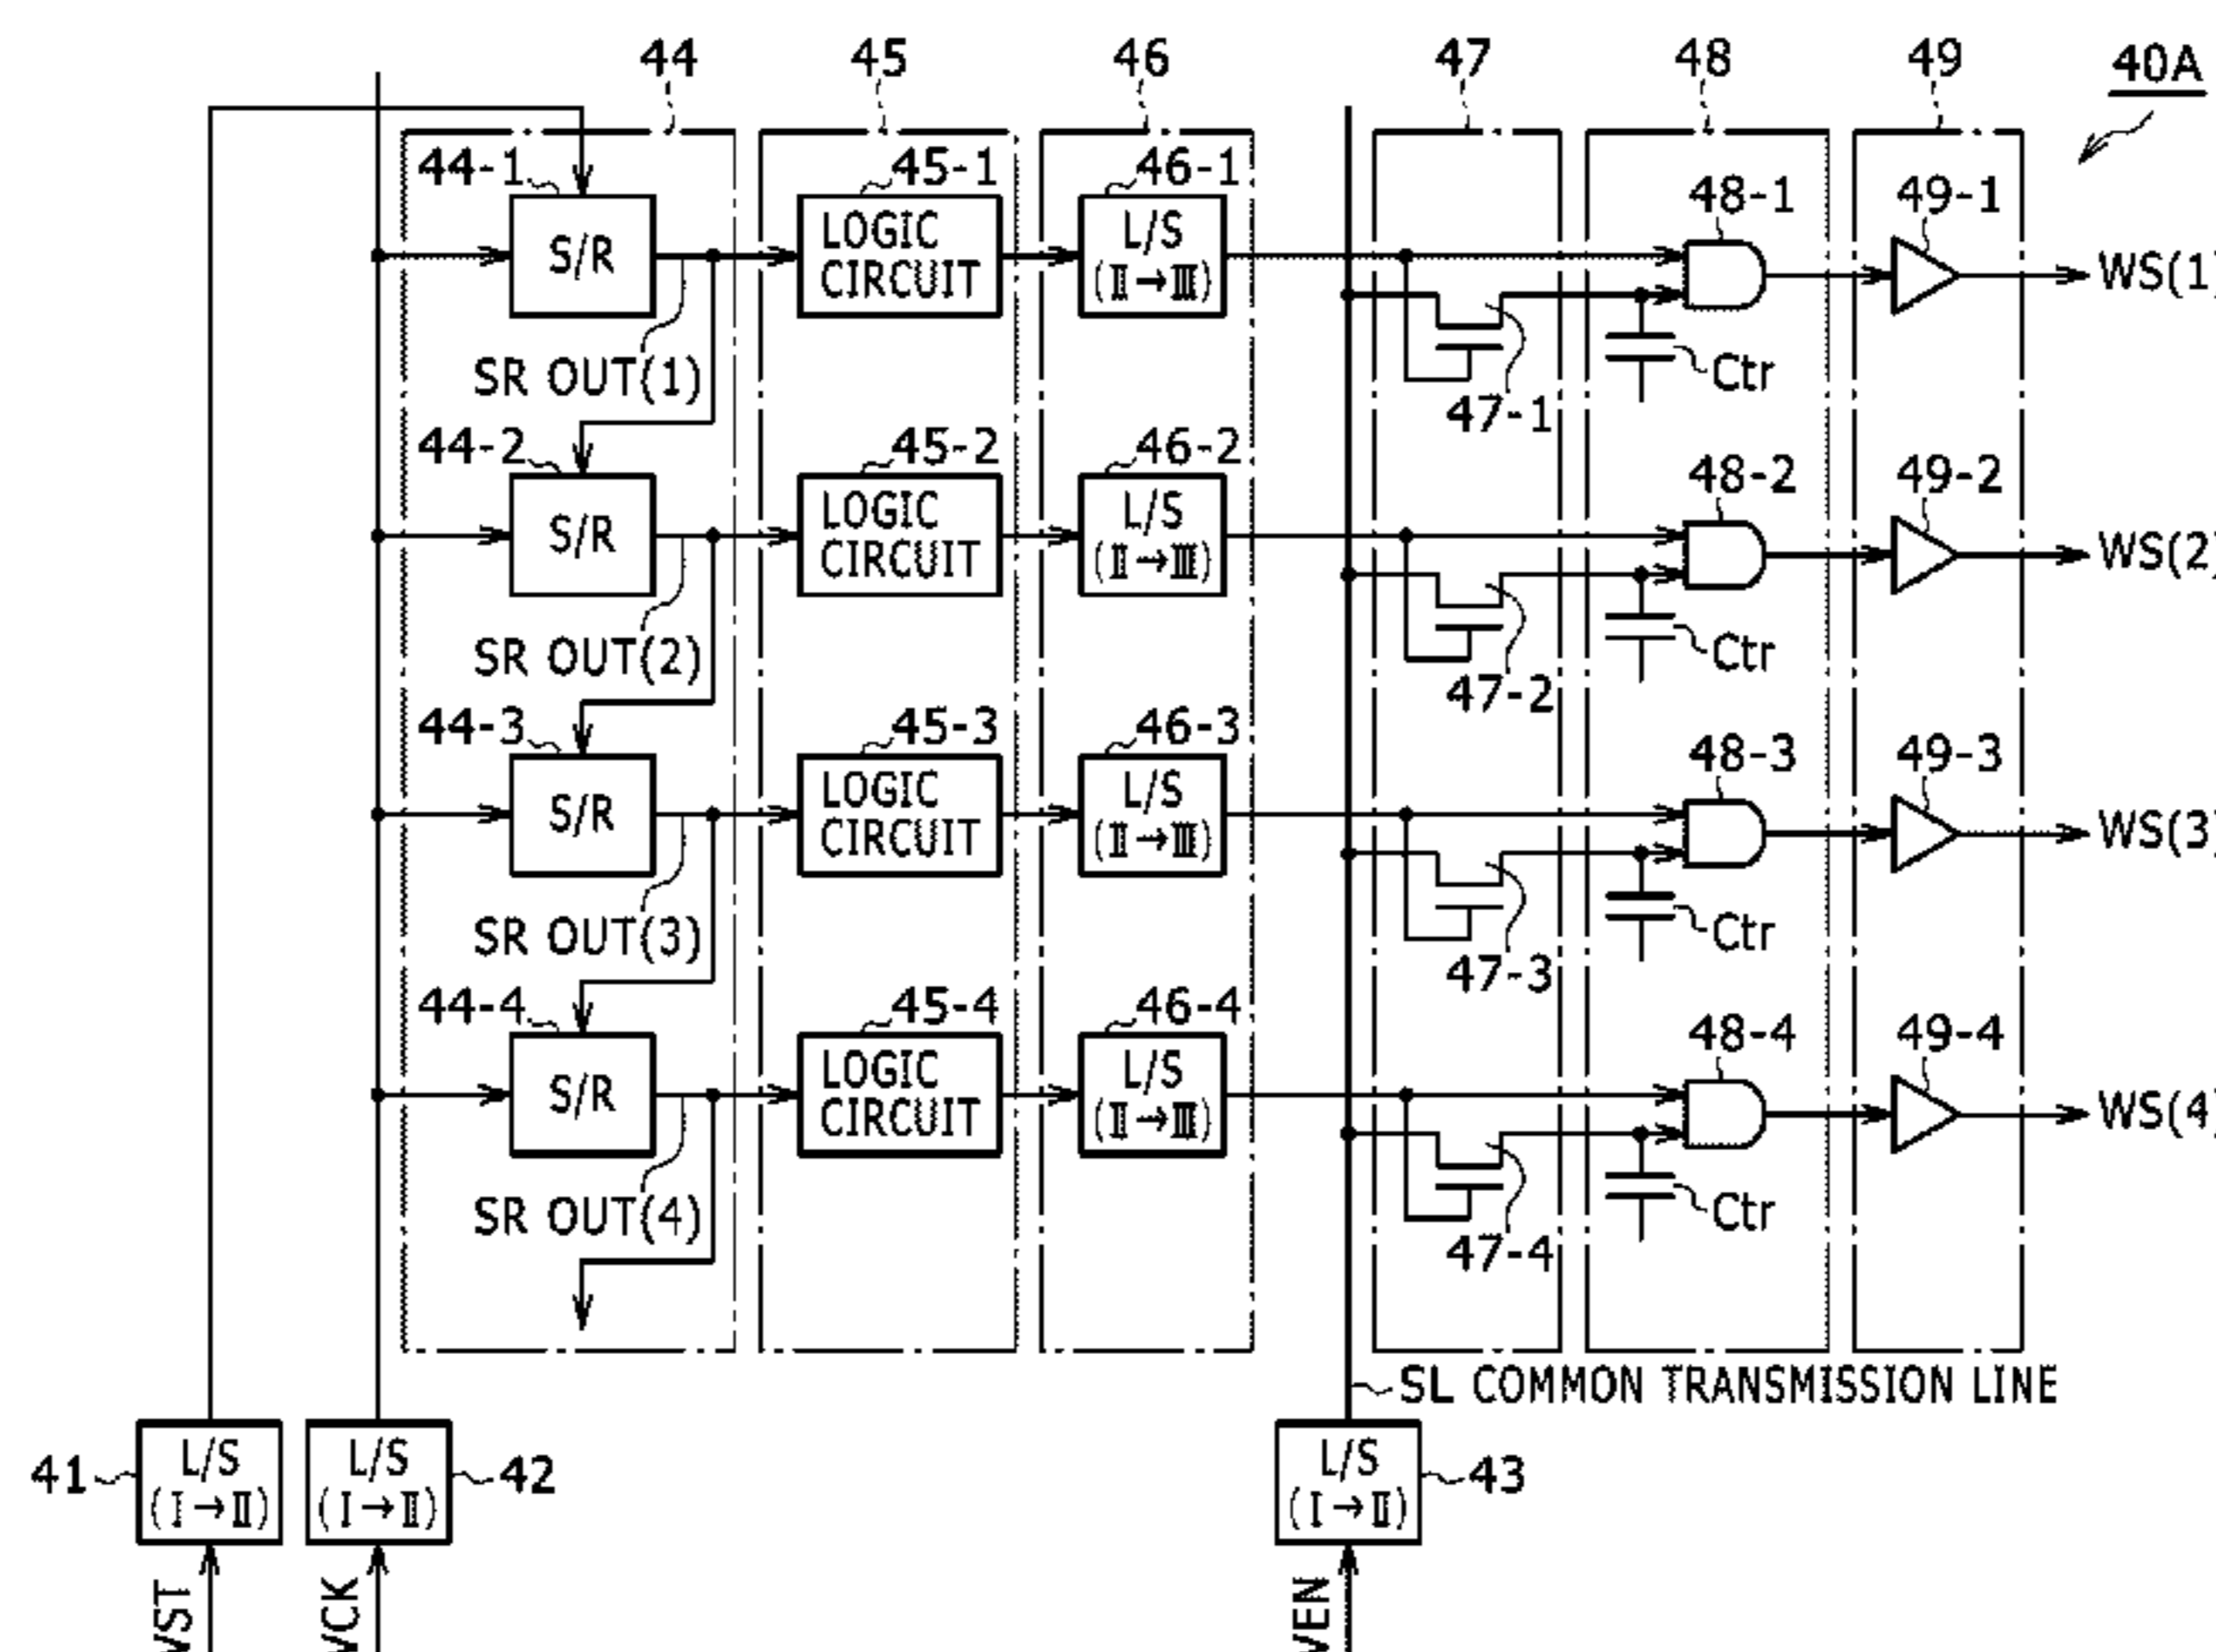 44 45 46 47 48 49 40A
44-1 45-1 46-1 48-1 49-1
S/R LOGIC CIRCUIT L/S (Ⅱ→Ⅲ) WS(1)
SR OUT(1) 47-1 Ctr
44-2 45-2 46-2 48-2 49-2
S/R LOGIC CIRCUIT L/S (Ⅱ→Ⅲ) WS(2)
SR OUT(2) 47-2 Ctr
44-3 45-3 46-3 48-3 49-3
S/R LOGIC CIRCUIT L/S (Ⅱ→Ⅲ) WS(3)
SR OUT(3) 47-3 Ctr
44-4 45-4 46-4 48-4 49-4
S/R LOGIC CIRCUIT L/S (Ⅱ→Ⅲ) WS(4)
SR OUT(4) 47-4 Ctr
SL COMMON TRANSMISSION LINE
41 L/S (Ⅰ→Ⅱ) L/S (Ⅰ→Ⅱ) 42 L/S (Ⅰ→Ⅱ) 43
VST VCK VEN